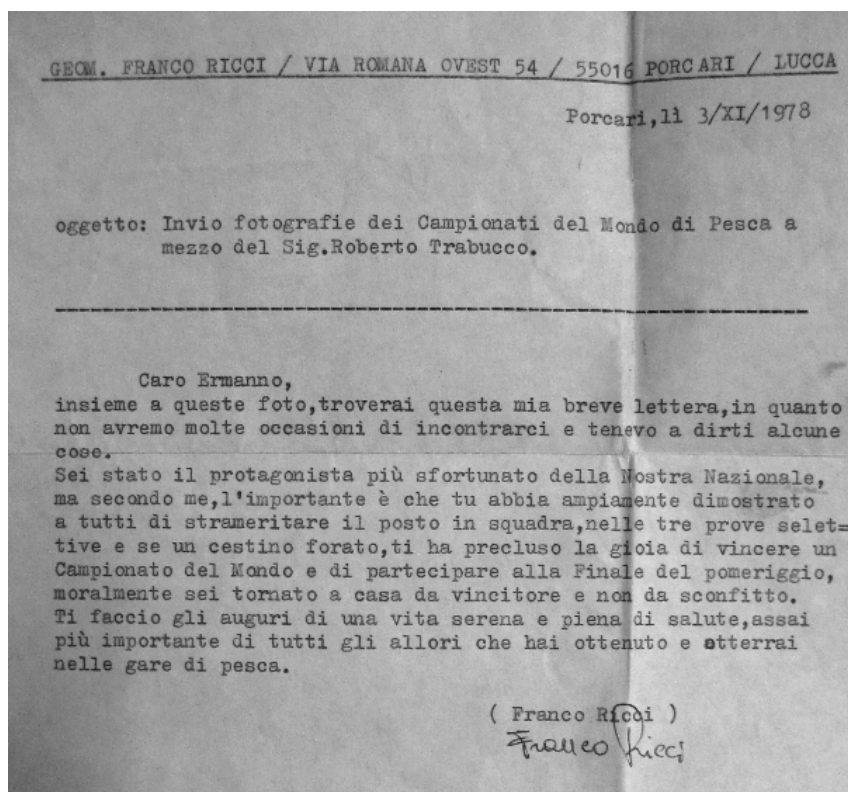 GEOM. FRANCO RICCI / VIA ROMANA OVEST 54 / 55016 PORCARI / LUCCA
Porcari,lì 3/XI/1978
oggetto: Invio fotografie dei Campionati del Mondo di Pesca a
mezzo del Sig.Roberto Trabucco.
Caro Ermanno,
insieme a queste foto,troverai questa mia breve lettera,in quanto
non avremo molte occasioni di incontrarci e tenevo a dirti alcune
cose.
Sei stato il protagonista più sfortunato della Nostra Nazionale,
ma secondo me,l'importante è che tu abbia ampiamente dimostrato
a tutti di strameritare il posto in squadra,nelle tre prove selet=
tive e se un cestino forato,ti ha precluso la gioia di vincere un
Campionato del Mondo e di partecipare alla Finale del pomeriggio,
moralmente sei tornato a casa da vincitore e non da sconfitto.
Ti faccio gli auguri di una vita serena e piena di salute,assai
più importante di tutti gli allori che hai ottenuto e otterrai
nelle gare di pesca.
( Franco Ricci )
Franco Ricci